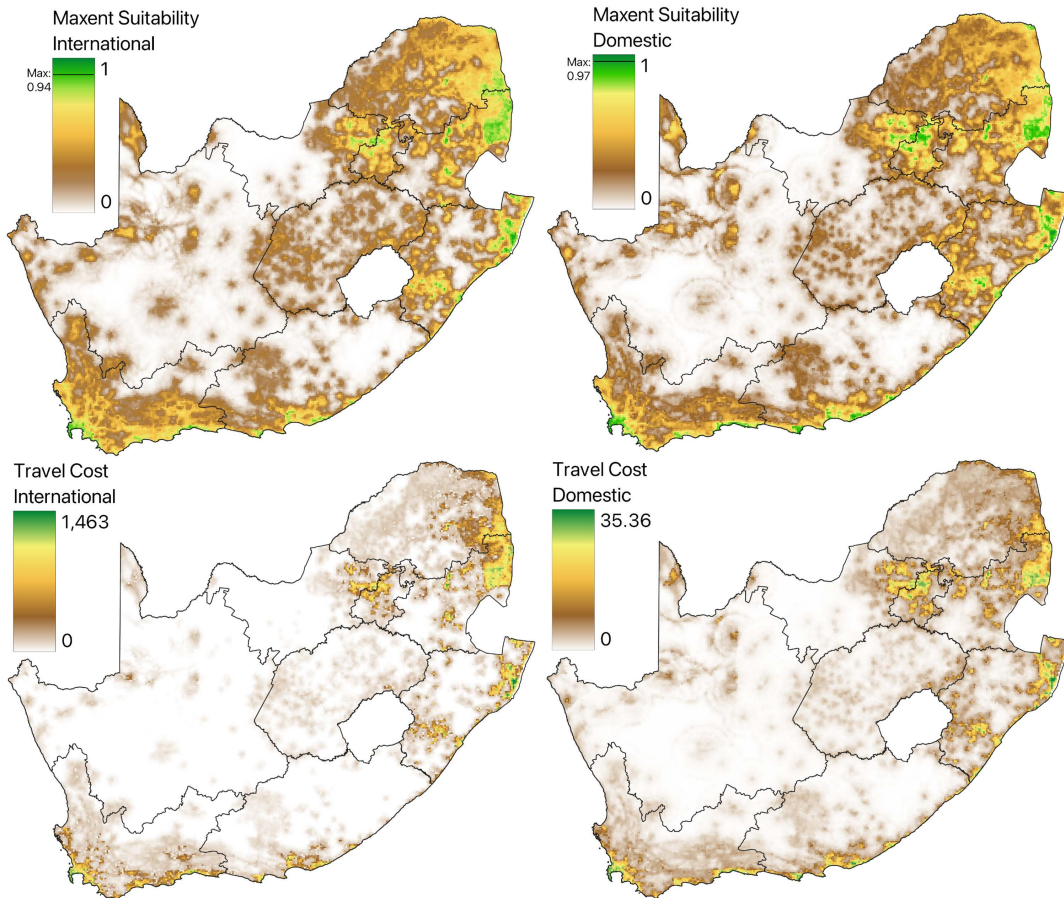 Maxent Suitability
International
Max:
0.94
1
0
Maxent Suitability
Domestic
Max:
0.97
1
0
Travel Cost
International
1,463
0
Travel Cost
Domestic
35.36
0